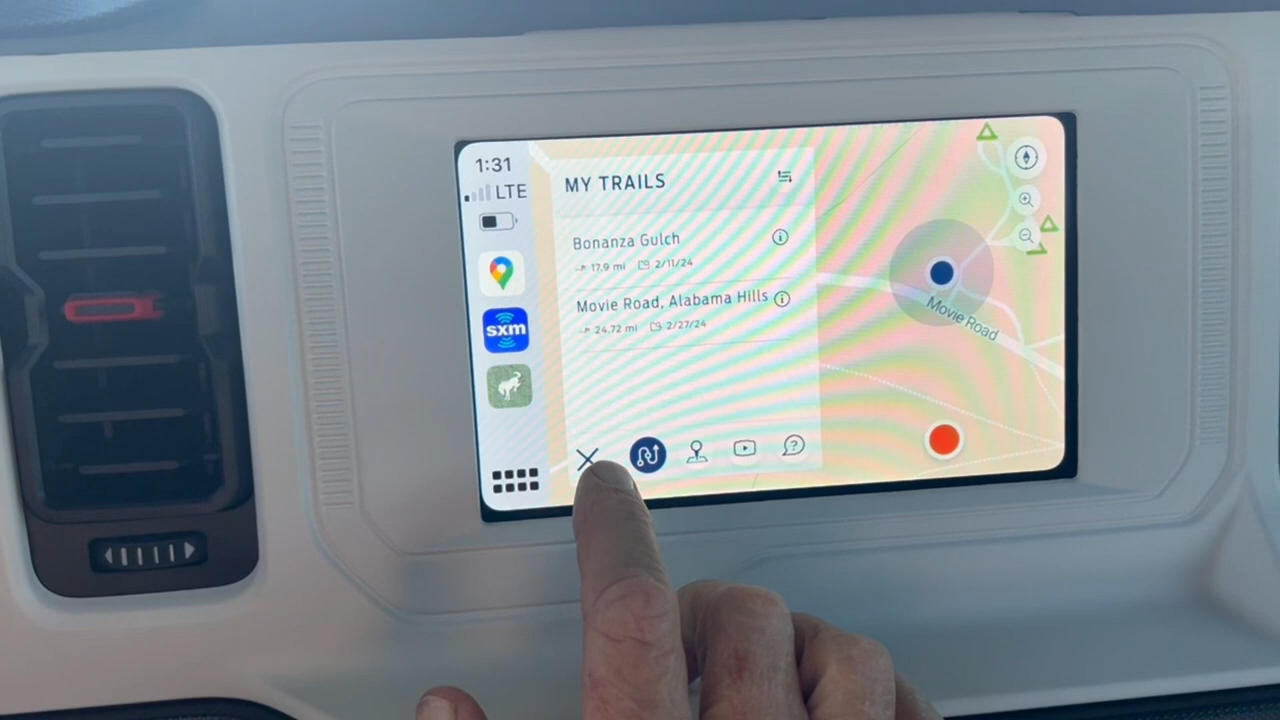 1:31
LTE
sxm
MY TRAILS
Bonanza Gulch
17.9 mi 2/11/24
Movie Road, Alabama Hills
24.72 mi 2/27/24
Movie Road